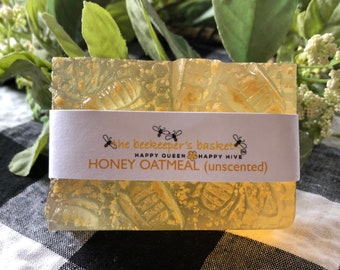 the beekeeper's basket
HAPPY QUEEN HAPPY HIVE
HONEY OATMEAL (unscented)